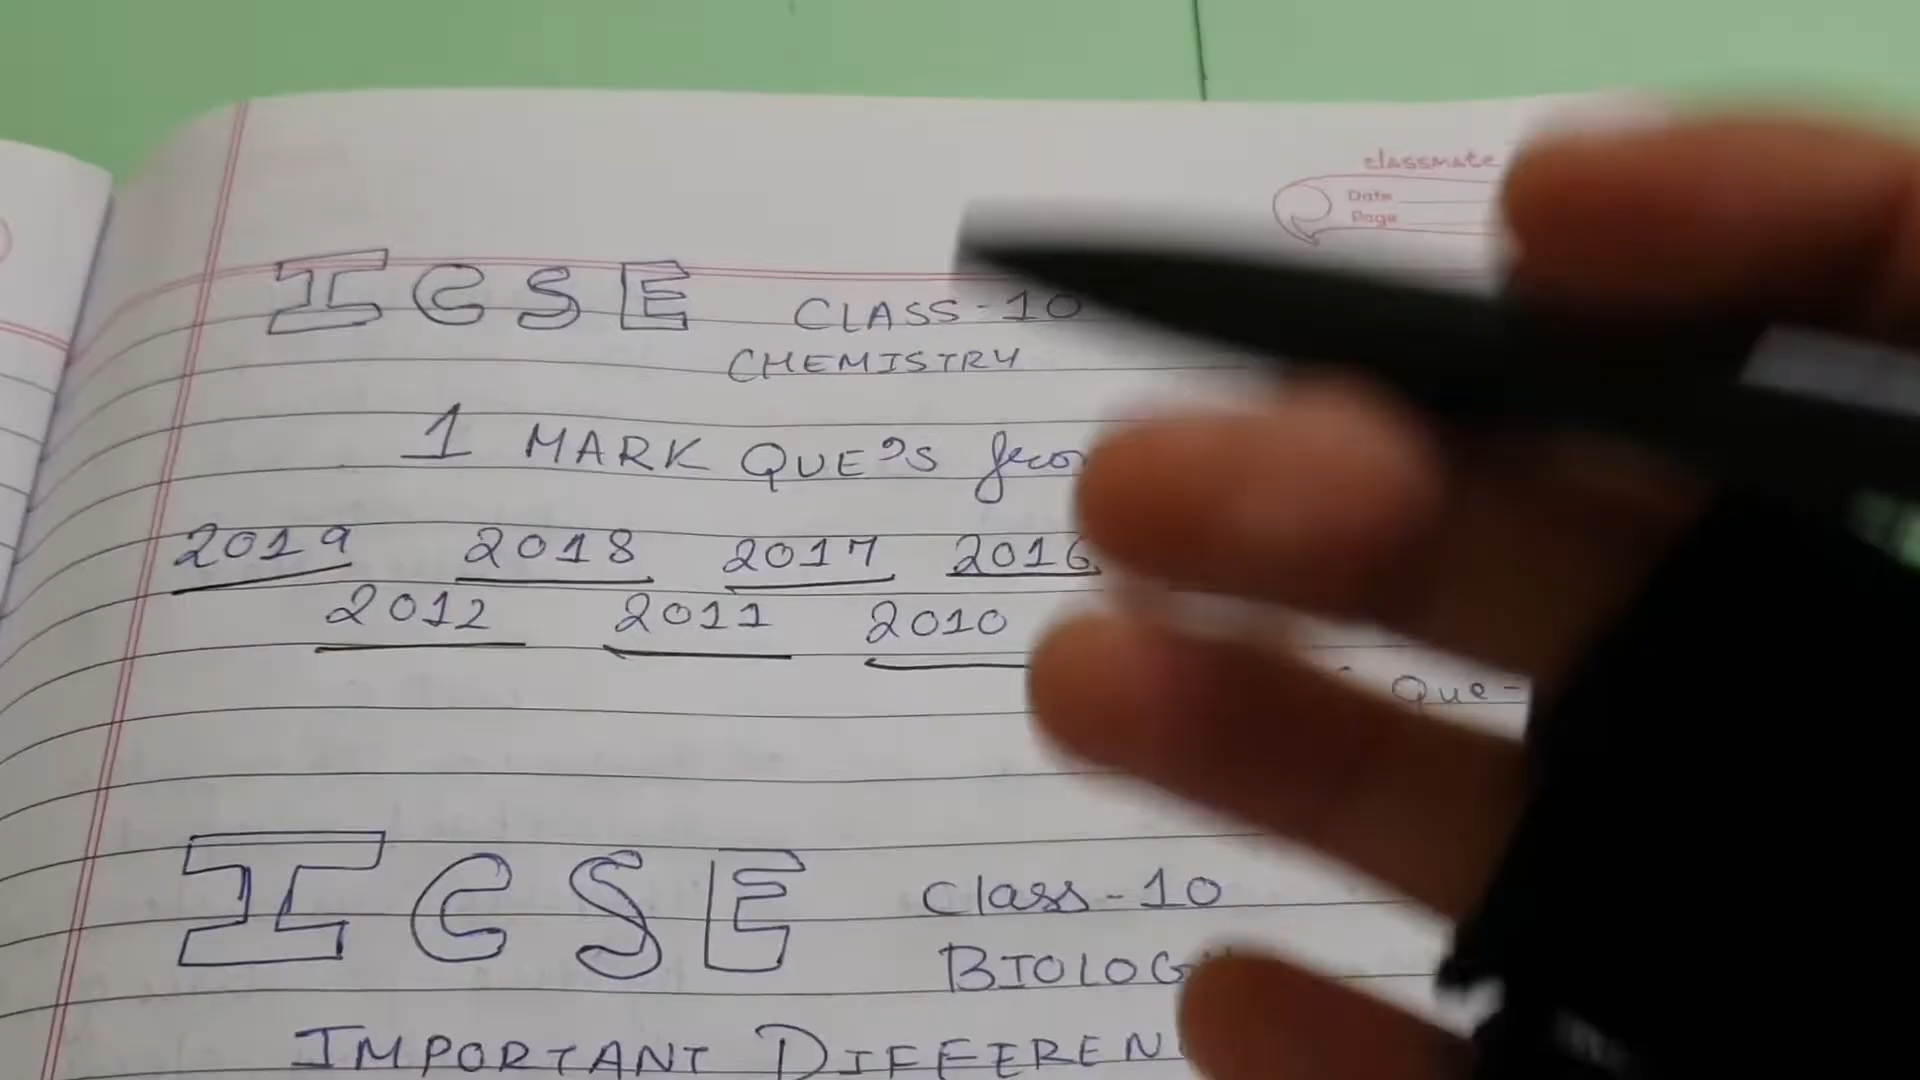 classmate
Date
Page
ICSE CLASS-10
CHEMISTRY
1 MARK QUE'S
2019 2018 2017 2016
2012 2011 2010
Que-
ICSE Class-10
IMPORTANT